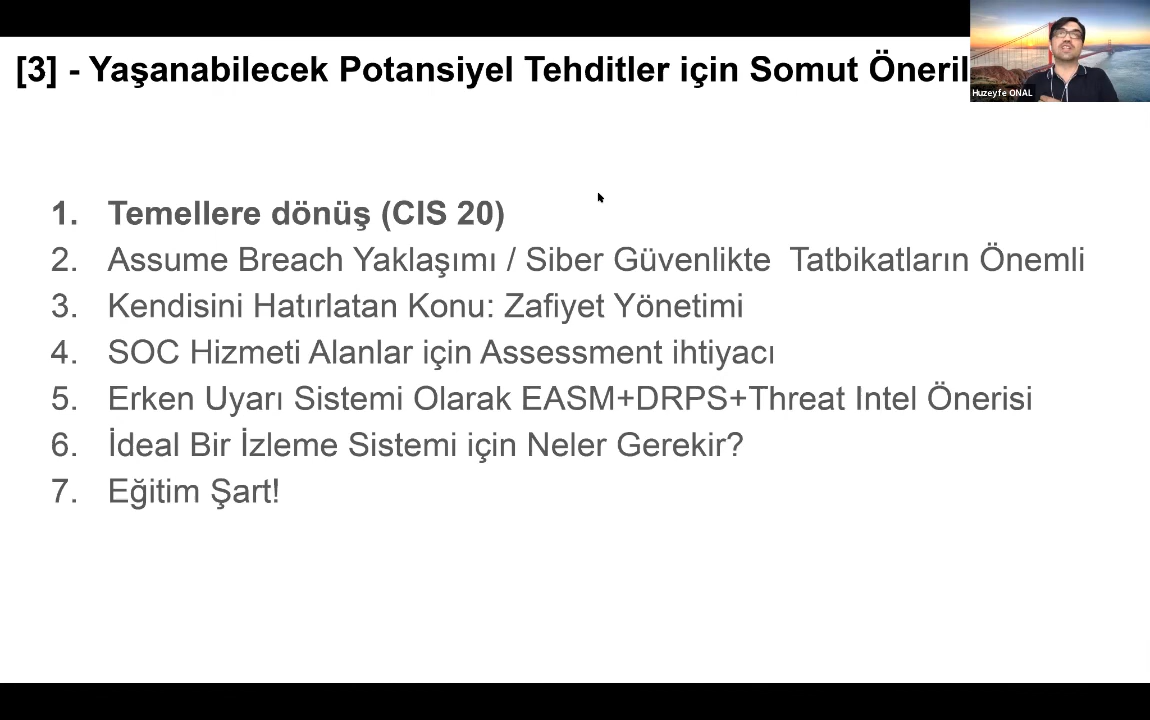 [3] - Yaşanabilecek Potansiyel Tehditler için Somut Öneril
Huzeyfe ONAL
1. Temellere dönüş (CIS 20)
2. Assume Breach Yaklaşımı / Siber Güvenlikte Tatbikatların Önemli
3. Kendisini Hatırlatan Konu: Zafiyet Yönetimi
4. SOC Hizmeti Alanlar için Assessment ihtiyacı
5. Erken Uyarı Sistemi Olarak EASM+DRPS+Threat Intel Önerisi
6. İdeal Bir İzleme Sistemi için Neler Gerekir?
7. Eğitim Şart!